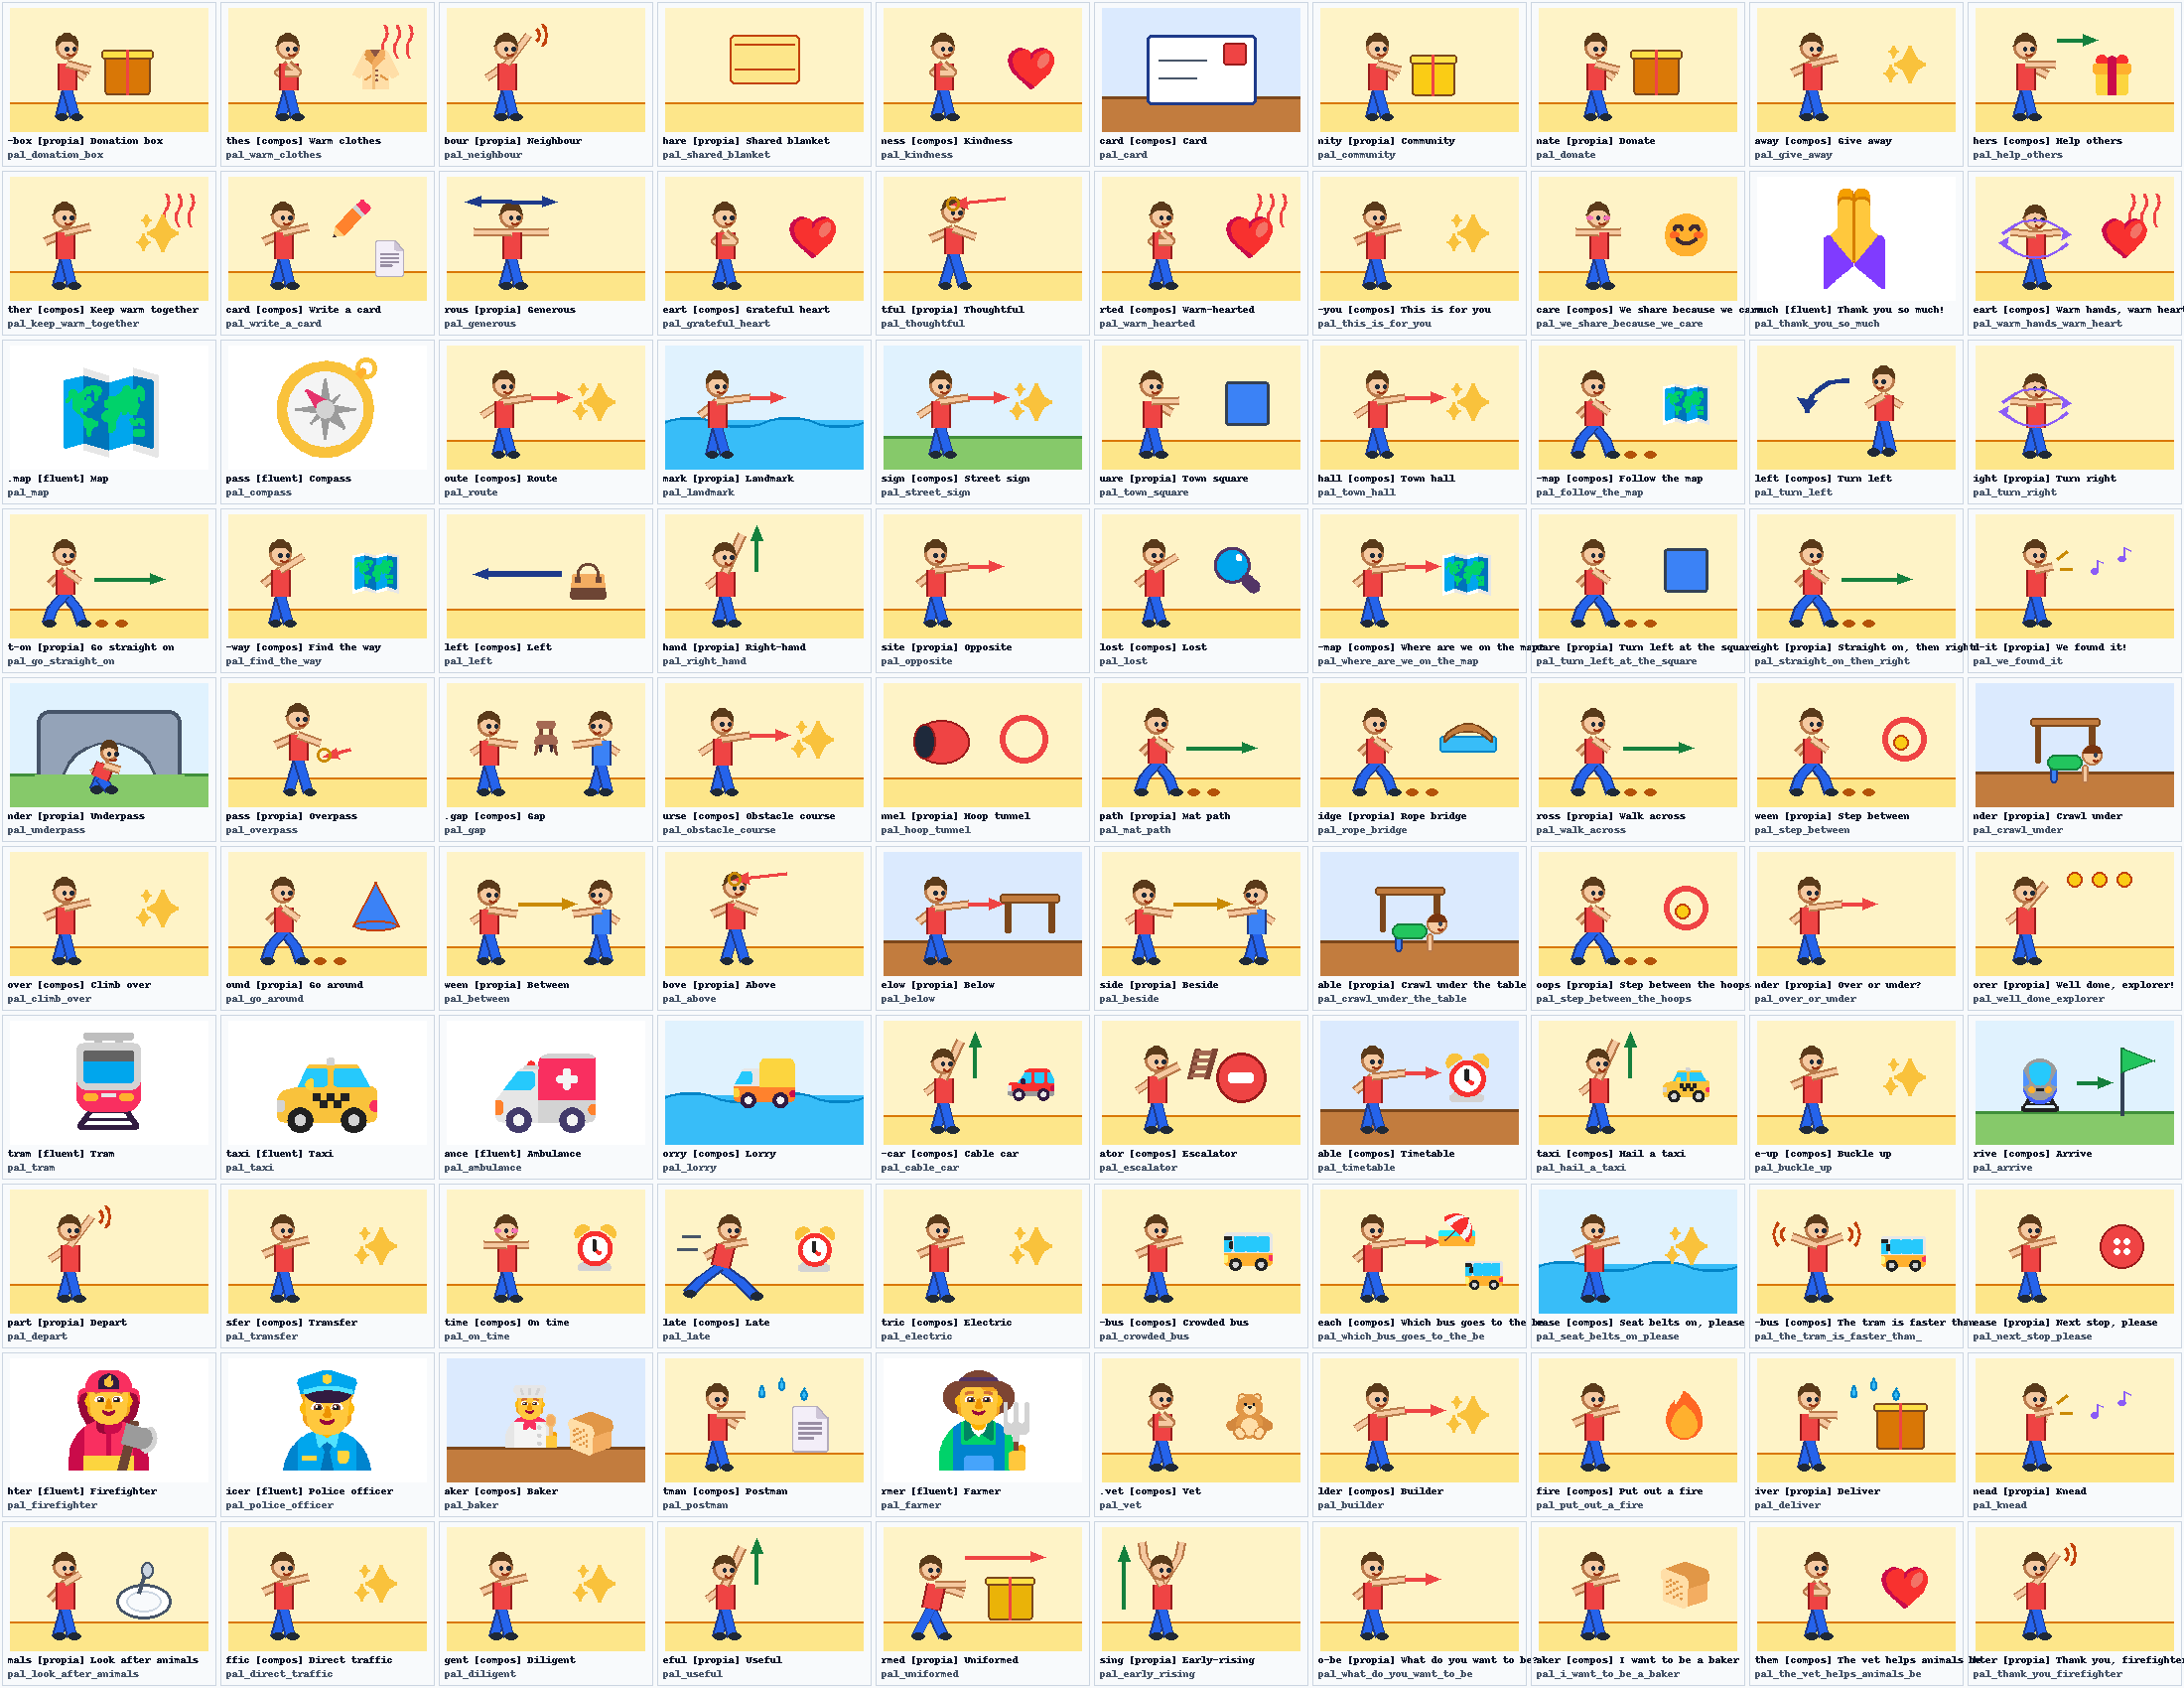 -box [propia] Donation box
pal_donation_box
thes [compos] Warm clothes
pal_warm_clothes
bour [propia] Neighbour
pal_neighbour
hare [propia] Shared blanket
pal_shared_blanket
ness [compos] Kindness
pal_kindness
card [compos] Card
pal_card
nity [propia] Community
pal_community
nate [propia] Donate
pal_donate
away [compos] Give away
pal_give_away
hers [compos] Help others
pal_help_others
ther [compos] Keep warm together
pal_keep_warm_together
card [compos] Write a card
pal_write_a_card
rous [propia] Generous
pal_generous
eart [compos] Grateful heart
pal_grateful_heart
tful [propia] Thoughtful
pal_thoughtful
rted [compos] Warm-hearted
pal_warm_hearted
-you [compos] This is for you
pal_this_is_for_you
care [compos] We share because we care
pal_we_share_because_we_care
much [fluent] Thank you so much!
pal_thank_you_so_much
eart [compos] Warm hands, warm heart
pal_warm_hands_warm_heart
.map [fluent] Map
pal_map
pass [fluent] Compass
pal_compass
oute [compos] Route
pal_route
mark [propia] Landmark
pal_landmark
sign [compos] Street sign
pal_street_sign
uare [propia] Town square
pal_town_square
hall [compos] Town hall
pal_town_hall
-map [compos] Follow the map
pal_follow_the_map
left [compos] Turn left
pal_turn_left
ight [propia] Turn right
pal_turn_right
t-on [propia] Go straight on
pal_go_straight_on
-way [compos] Find the way
pal_find_the_way
left [compos] Left
pal_left
hand [propia] Right-hand
pal_right_hand
site [propia] Opposite
pal_opposite
lost [compos] Lost
pal_lost
-map [compos] Where are we on the map
pal_where_are_we_on_the_map
[propia] Turn left at the square
pal_turn_left_at_the_square
ight [propia] Straight on, then right
pal_straight_on_then_right
d-it [propia] We found it!
pal_we_found_it
nder [propia] Underpass
pal_underpass
pass [propia] Overpass
pal_overpass
.gap [compos] Gap
pal_gap
urse [compos] Obstacle course
pal_obstacle_course
nnel [propia] Hoop tunnel
pal_hoop_tunnel
path [propia] Mat path
pal_mat_path
idge [propia] Rope bridge
pal_rope_bridge
ross [propia] Walk across
pal_walk_across
ween [propia] Step between
pal_step_between
nder [propia] Crawl under
pal_crawl_under
over [compos] Climb over
pal_climb_over
ound [propia] Go around
pal_go_around
ween [propia] Between
pal_between
bove [propia] Above
pal_above
elow [propia] Below
pal_below
side [propia] Beside
pal_beside
able [propia] Crawl under the table
pal_crawl_under_the_table
oops [propia] Step between the hoops
pal_step_between_the_hoops
nder [propia] Over or under?
pal_over_or_under
orer [propia] Well done, explorer!
pal_well_done_explorer
tram [fluent] Tram
pal_tram
taxi [fluent] Taxi
pal_taxi
ance [fluent] Ambulance
pal_ambulance
orry [compos] Lorry
pal_lorry
-car [compos] Cable car
pal_cable_car
ator [compos] Escalator
pal_escalator
able [compos] Timetable
pal_timetable
taxi [compos] Hail a taxi
pal_hail_a_taxi
e-up [compos] Buckle up
pal_buckle_up
rive [compos] Arrive
pal_arrive
part [propia] Depart
pal_depart
sfer [compos] Transfer
pal_transfer
time [compos] On time
pal_on_time
late [compos] Late
pal_late
tric [compos] Electric
pal_electric
-bus [compos] Crowded bus
pal_crowded_bus
each [compos] Which bus goes to the
pal_which_bus_goes_to_the_be
ease [compos] Seat belts on, please
pal_seat_belts_on_please
-bus [compos] The tram is faster than
pal_the_tram_is_faster_than_
ease [propia] Next stop, please
pal_next_stop_please
hter [fluent] Firefighter
pal_firefighter
icer [fluent] Police officer
pal_police_officer
aker [compos] Baker
pal_baker
tman [compos] Postman
pal_postman
rmer [fluent] Farmer
pal_farmer
.vet [compos] Vet
pal_vet
lder [compos] Builder
pal_builder
fire [compos] Put out a fire
pal_put_out_a_fire
iver [propia] Deliver
pal_deliver
nead [propia] Knead
pal_knead
mals [propia] Look after animals
pal_look_after_animals
ffic [compos] Direct traffic
pal_direct_traffic
gent [compos] Diligent
pal_diligent
eful [propia] Useful
pal_useful
rmed [propia] Uniformed
pal_uniformed
sing [propia] Early-rising
pal_early_rising
o-be [propia] What do you want to be?
pal_what_do_you_want_to_be
aker [compos] I want to be a baker
pal_i_want_to_be_a_baker
them [compos] The vet helps animals
pal_the_vet_helps_animals_be
hter [propia] Thank you, firefighter
pal_thank_you_firefighter